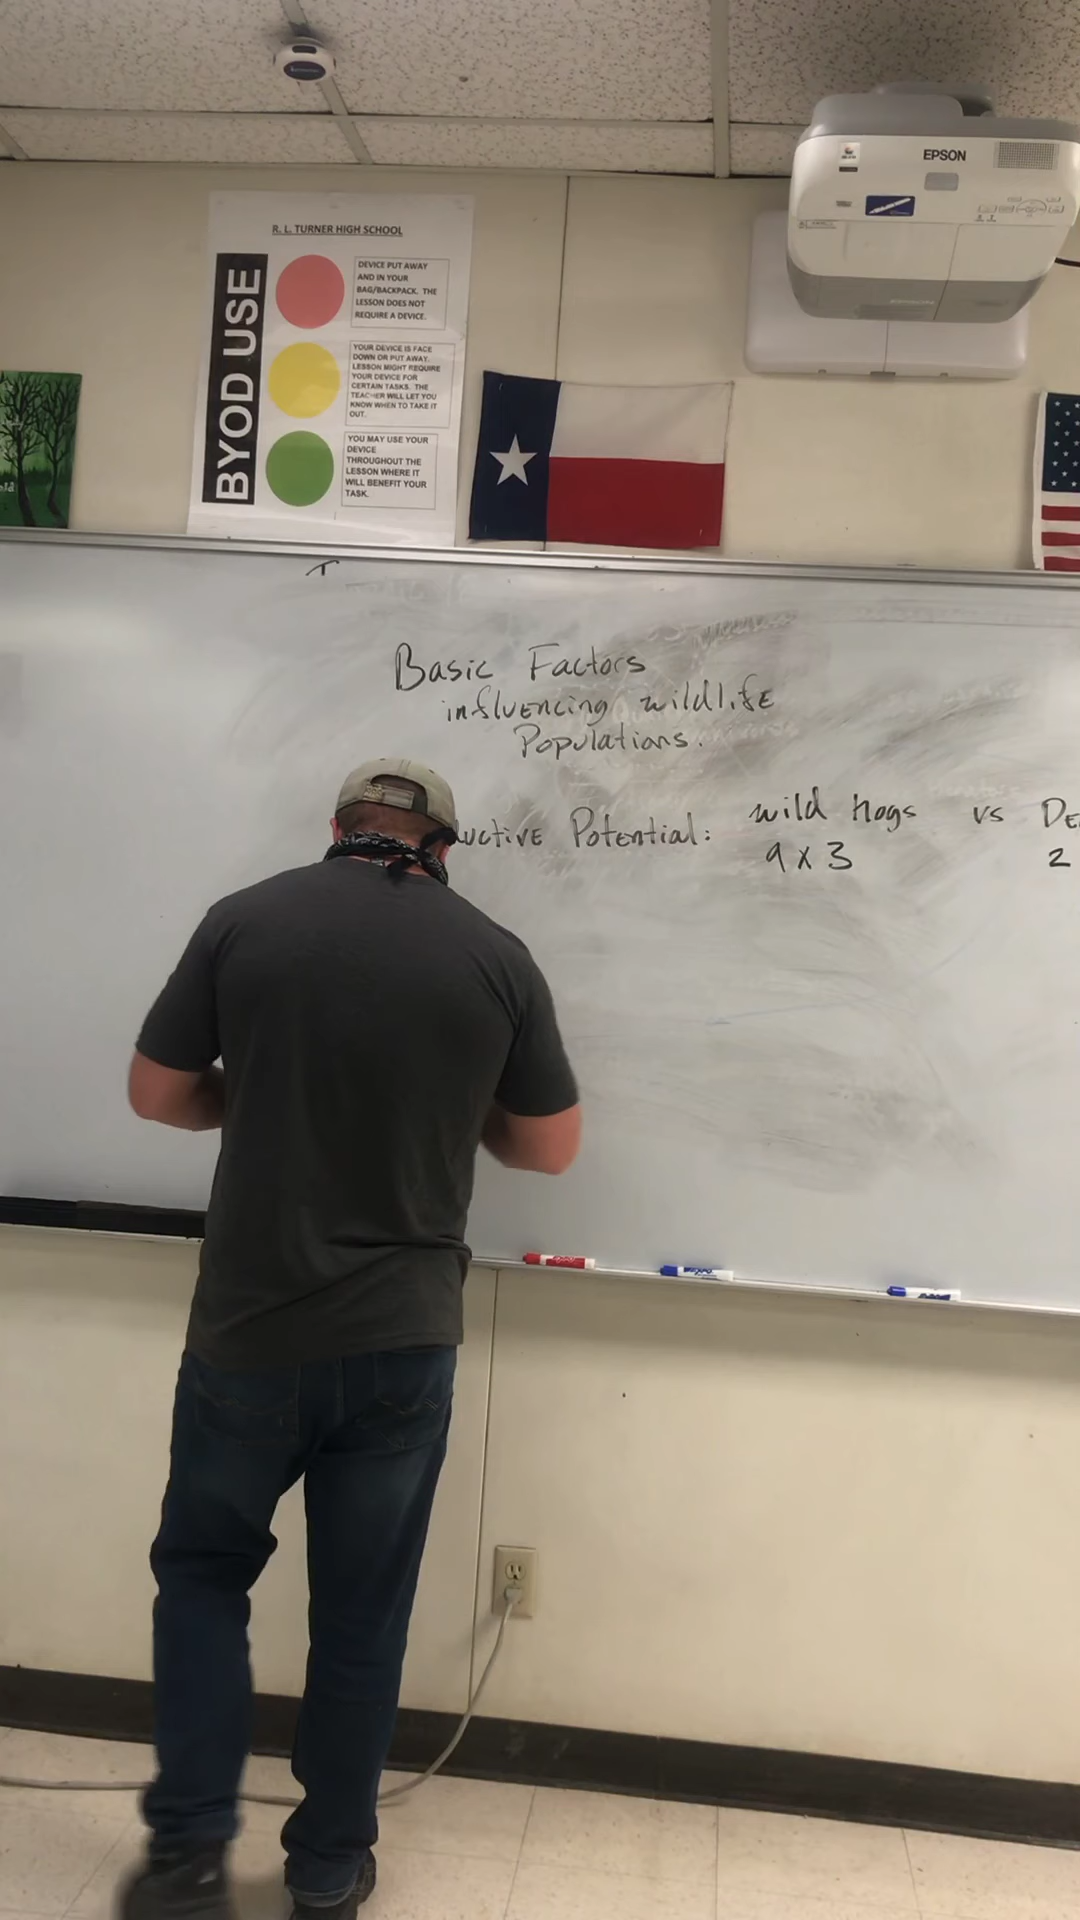 EPSON
R. L. TURNER HIGH SCHOOL
BYOD USE
DEVICE PUT AWAY
AND IN YOUR
BAG/BACKPACK. THE
LESSON DOES NOT
REQUIRE A DEVICE.
YOUR DEVICE IS FACE
DOWN OR PUT AWAY.
LESSON MIGHT REQUIRE
YOUR DEVICE FOR
CERTAIN TASKS. THE
TEACHER WILL LET YOU
KNOW WHEN TO TAKE IT
OUT.
YOU MAY USE YOUR
DEVICE
THROUGHOUT THE
LESSON WHERE IT
WILL BENEFIT YOUR
TASK.
Basic Factors
influencing wildlife
Populations.
uctive Potential: wild Hogs vs DE
9 x 3 2